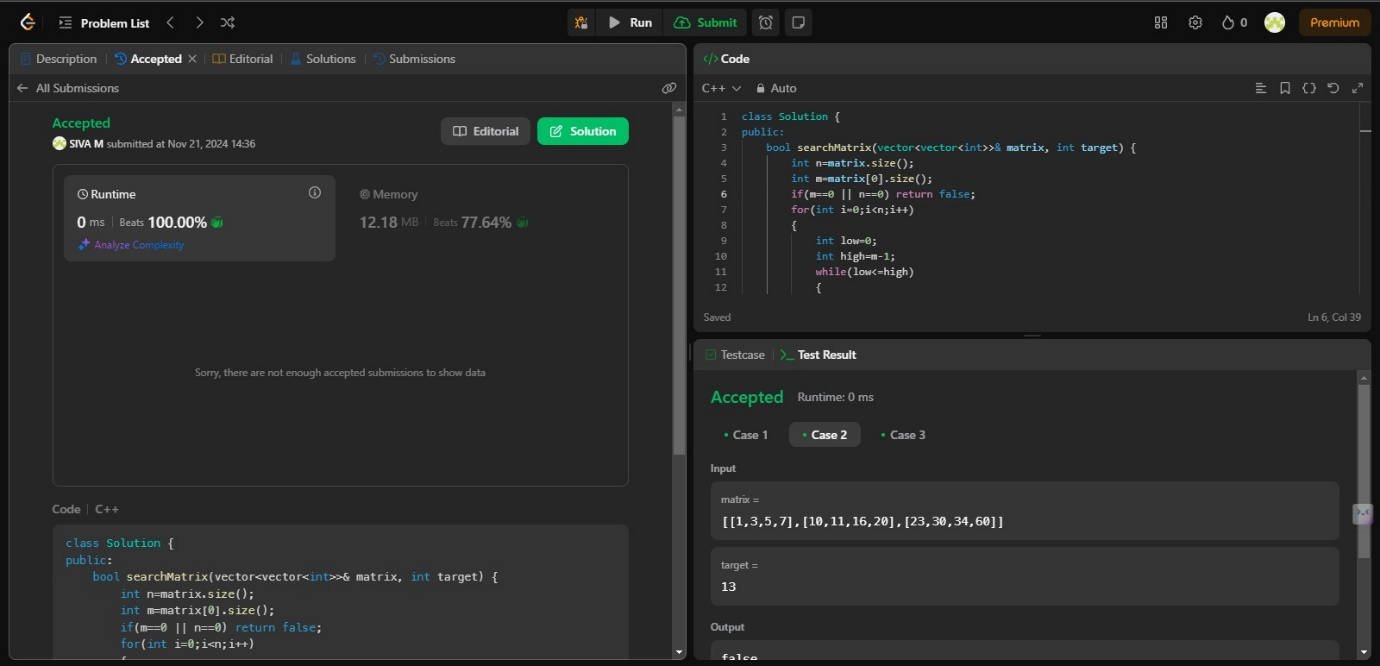 Problem List
Run
Submit
0
Premium
Description
Accepted
Editorial
Solutions
Submissions
All Submissions
Accepted
SIVA M submitted at Nov 21, 2024 14:36
Editorial
Solution
Runtime
0 ms | Beats 100.00%
Analyze Complexity
Memory
12.18 MB | Beats 77.64%
Sorry, there are not enough accepted submissions to show data
Code | C++
class Solution {
public:
    bool searchMatrix(vector<vector<int>>& matrix, int target) {
        int n=matrix.size();
        int m=matrix[0].size();
        if(m==0 || n==0) return false;
        for(int i=0;i<n;i++)
        {
</> Code
C++
Auto
1 class Solution {
2 public:
3     bool searchMatrix(vector<vector<int>>& matrix, int target) {
4         int n=matrix.size();
5         int m=matrix[0].size();
6         if(m==0 || n==0) return false;
7         for(int i=0;i<n;i++)
8         {
9             int low=0;
10             int high=m-1;
11             while(low<=high)
12             {
Saved
Ln 6, Col 39
Testcase
>_ Test Result
Accepted
Runtime: 0 ms
• Case 1
• Case 2
• Case 3
Input
matrix =
[[1,3,5,7],[10,11,16,20],[23,30,34,60]]
target =
13
Output
false